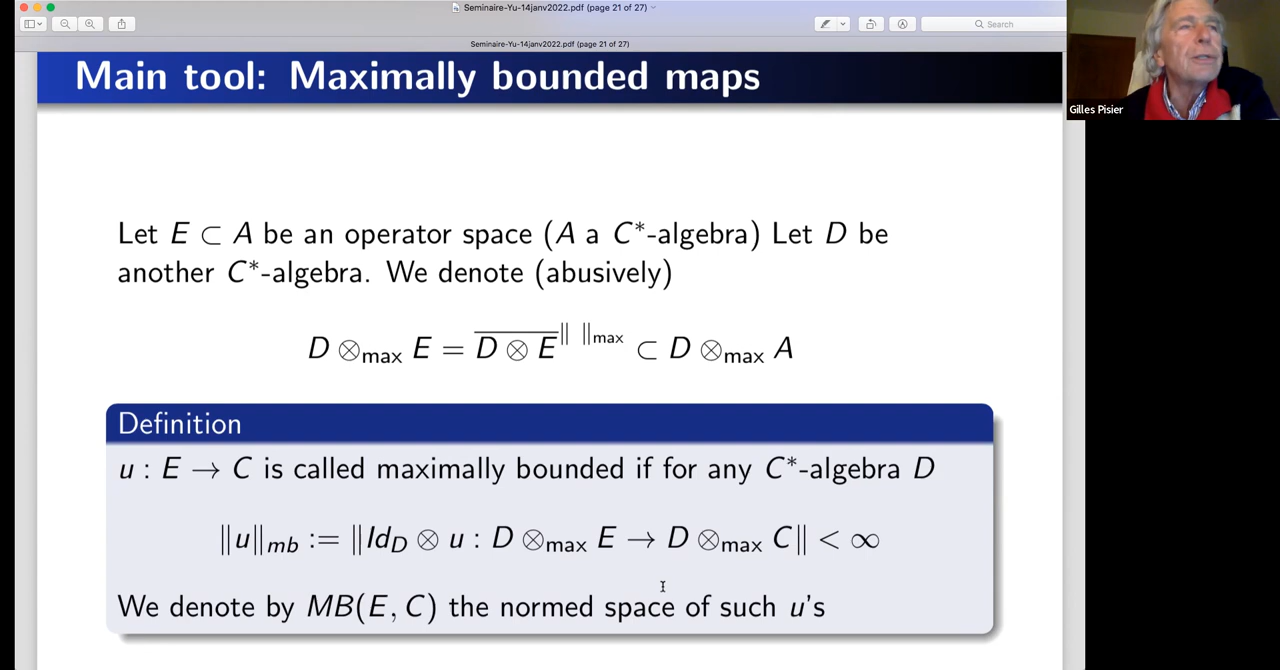 Seminaire-Yu-14janv2022.pdf (page 21 of 27)
Search
Seminaire-Yu-14janv2022.pdf (page 21 of 27)
Main tool: Maximally bounded maps
Gilles Pisier
Let E ⊂ A be an operator space (A a C*-algebra) Let D be
another C*-algebra. We denote (abusively)
D ⊗max E = \overline{D ⊗ E}^{‖ ‖max} ⊂ D ⊗max A
Definition
u : E → C is called maximally bounded if for any C*-algebra D
‖u‖mb := ‖IdD ⊗ u : D ⊗max E → D ⊗max C‖ < ∞
We denote by MB(E, C) the normed space of such u's